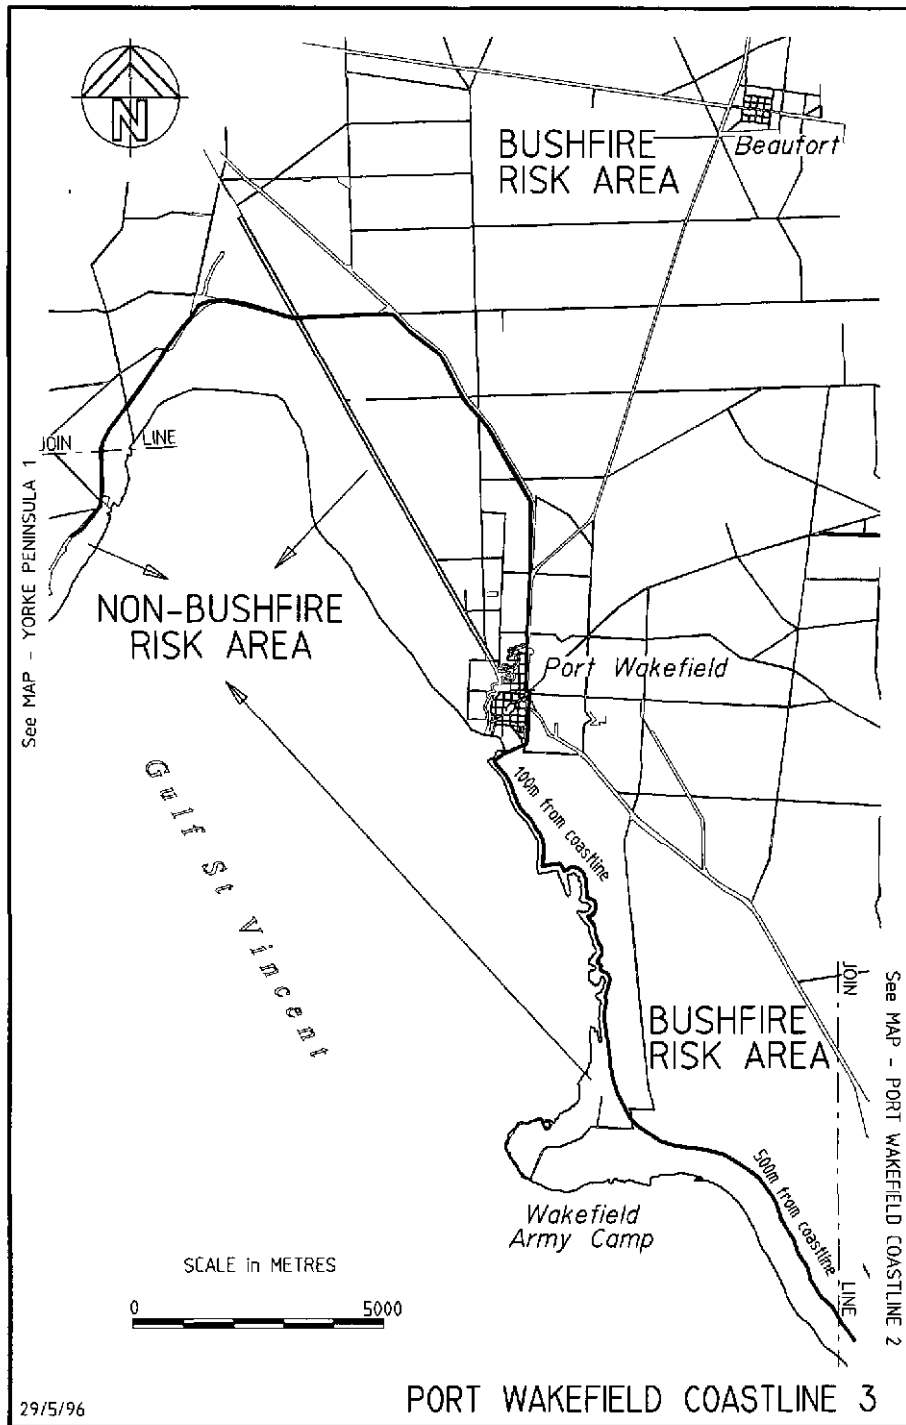 N
BUSHFIRE
RISK AREA
Beaufort
JOIN
LINE
See MAP - YORKE PENINSULA 1
NON-BUSHFIRE
RISK AREA
Port Wakefield
Gulf St Vincent
100m from coastline
BUSHFIRE
RISK AREA
JOIN
See MAP - PORT WAKEFIELD COASTLINE 2
500m from coastline
Wakefield
Army Camp
LINE
SCALE in METRES
0 5000
29/5/96
PORT WAKEFIELD COASTLINE 3